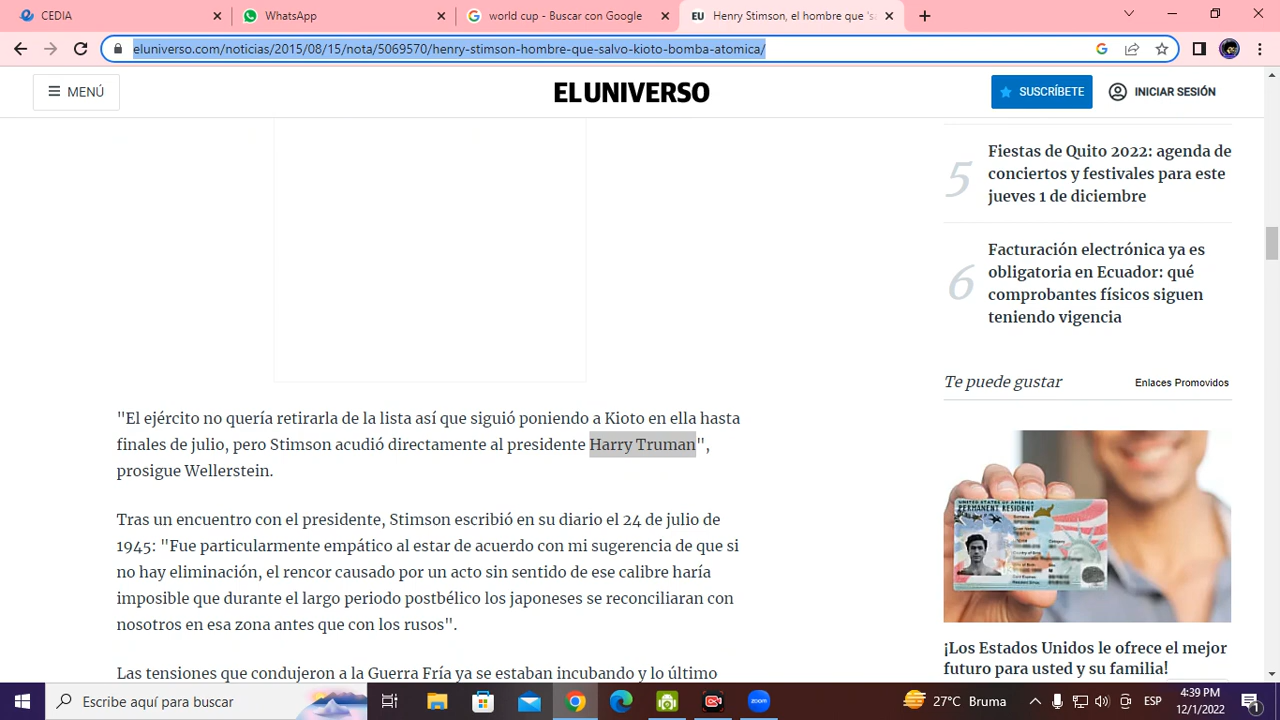 CEDIA
WhatsApp
world cup - Buscar con Google
EU Henry Stimson, el hombre que 'sa
eluniverso.com/noticias/2015/08/15/nota/5069570/henry-stimson-hombre-que-salvo-kioto-bomba-atomica/
MENÚ
EL UNIVERSO
SUSCRÍBETE
INICIAR SESIÓN
5
Fiestas de Quito 2022: agenda de
conciertos y festivales para este
jueves 1 de diciembre
6
Facturación electrónica ya es
obligatoria en Ecuador: qué
comprobantes físicos siguen
teniendo vigencia
Te puede gustar
Enlaces Promovidos
"El ejército no quería retirarla de la lista así que siguió poniendo a Kioto en ella hasta
finales de julio, pero Stimson acudió directamente al presidente Harry Truman",
prosigue Wellerstein.
Tras un encuentro con el presidente, Stimson escribió en su diario el 24 de julio de
1945: "Fue particularmente empático al estar de acuerdo con mi sugerencia de que si
no hay eliminación, el rencor causado por un acto sin sentido de ese calibre haría
imposible que durante el largo periodo postbélico los japoneses se reconciliaran con
nosotros en esa zona antes que con los rusos".
Las tensiones que condujeron a la Guerra Fría ya se estaban incubando y lo último
UNITED STATES OF AMERICA
PERMANENT RESIDENT
¡Los Estados Unidos le ofrece el mejor
futuro para usted y su familia!
Escribe aquí para buscar
zoom
27°C Bruma
ESP
4:39 PM
12/1/2022
1